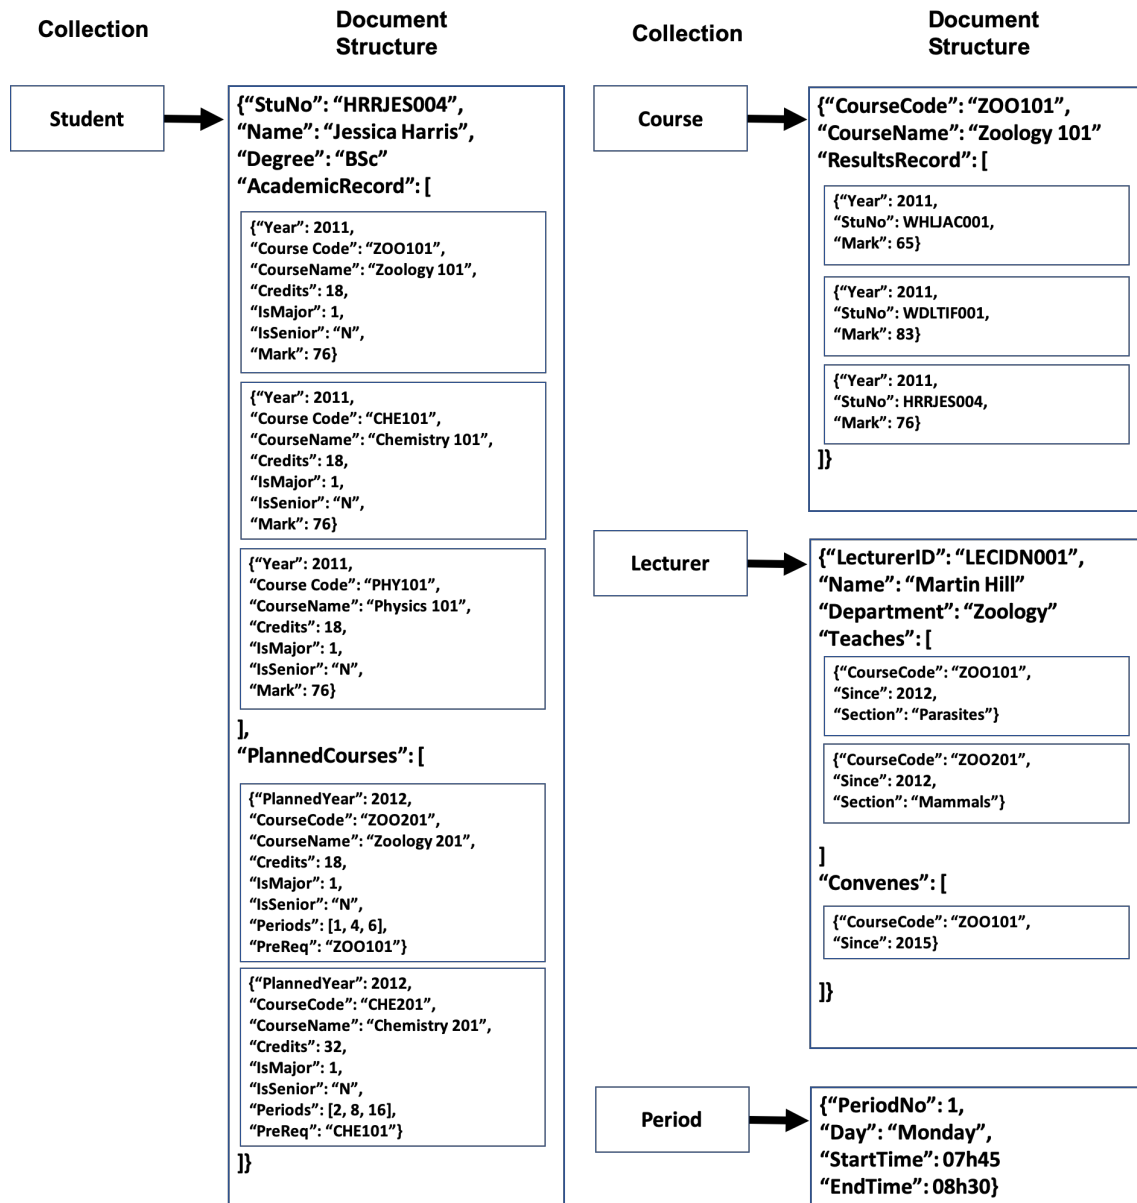 Collection
Document
Structure
Student
{“StuNo”: “HRRJES004”,
“Name”: “Jessica Harris”,
“Degree”: “BSc”
“AcademicRecord”: [
{“Year”: 2011,
“Course Code”: “ZOO101”,
“CourseName”: “Zoology 101”,
“Credits”: 18,
“IsMajor”: 1,
“IsSenior”: “N”,
“Mark”: 76}
{“Year”: 2011,
“Course Code”: “CHE101”,
“CourseName”: “Chemistry 101”,
“Credits”: 18,
“IsMajor”: 1,
“IsSenior”: “N”,
“Mark”: 76}
{“Year”: 2011,
“Course Code”: “PHY101”,
“CourseName”: “Physics 101”,
“Credits”: 18,
“IsMajor”: 1,
“IsSenior”: “N”,
“Mark”: 76}
],
“PlannedCourses”: [
{“PlannedYear”: 2012,
“CourseCode”: “ZOO201”,
“CourseName”: “Zoology 201”,
“Credits”: 18,
“IsMajor”: 1,
“IsSenior”: “N”,
“Periods”: [1, 4, 6],
“PreReq”: “ZOO101”}
{“PlannedYear”: 2012,
“CourseCode”: “CHE201”,
“CourseName”: “Chemistry 201”,
“Credits”: 32,
“IsMajor”: 1,
“IsSenior”: “N”,
“Periods”: [2, 8, 16],
“PreReq”: “CHE101”}
]}
Collection
Document
Structure
Course
{“CourseCode”: “ZOO101”,
“CourseName”: “Zoology 101”
“ResultsRecord”: [
{“Year”: 2011,
“StuNo”: WHLJAC001,
“Mark”: 65}
{“Year”: 2011,
“StuNo”: WDLTIF001,
“Mark”: 83}
{“Year”: 2011,
“StuNo”: HRRJES004,
“Mark”: 76}
]}
Lecturer
{“LecturerID”: “LECIDN001”,
“Name”: “Martin Hill”
“Department”: “Zoology”
“Teaches”: [
{“CourseCode”: “ZOO101”,
“Since”: 2012,
“Section”: “Parasites”}
{“CourseCode”: “ZOO201”,
“Since”: 2012,
“Section”: “Mammals”}
]
“Convenes”: [
{“CourseCode”: “ZOO101”,
“Since”: 2015}
]}
Period
{“PeriodNo”: 1,
“Day”: “Monday”,
“StartTime”: 07h45
“EndTime”: 08h30}